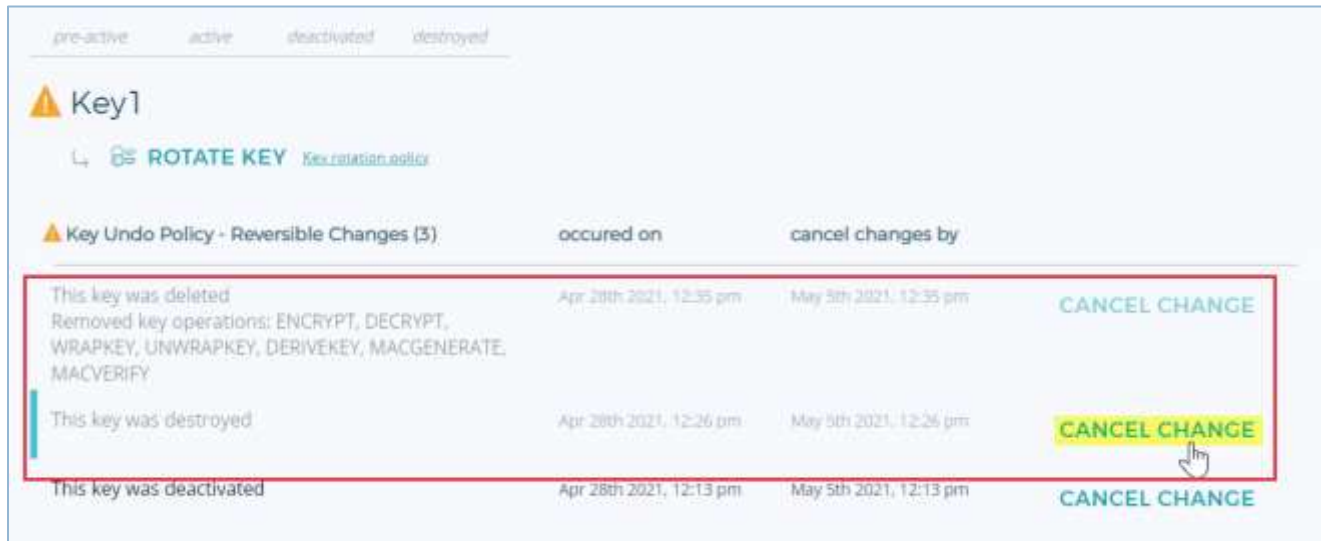 pre-active active deactivated destroyed
Key1
ROTATE KEY Key rotation policy
Key Undo Policy - Reversible Changes (3) occured on cancel changes by
This key was deleted Apr 28th 2021, 12:35 pm May 5th 2021, 12:35 pm CANCEL CHANGE
Removed key operations: ENCRYPT, DECRYPT,
WRAPKEY, UNWRAPKEY, DERIVEKEY, MACGENERATE,
MACVERIFY
This key was destroyed Apr 28th 2021, 12:26 pm May 5th 2021, 12:26 pm CANCEL CHANGE
This key was deactivated Apr 28th 2021, 12:13 pm May 5th 2021, 12:13 pm CANCEL CHANGE